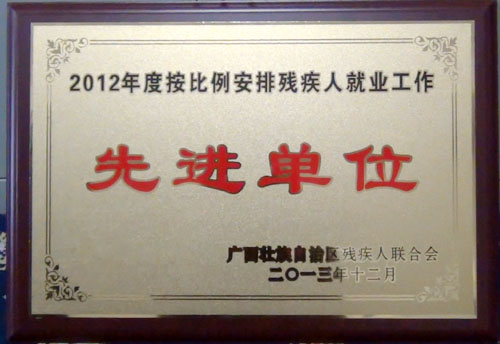 2012年度按比例安排残疾人就业工作
先进单位
广西壮族自治区残疾人联合会
二〇一三年十二月